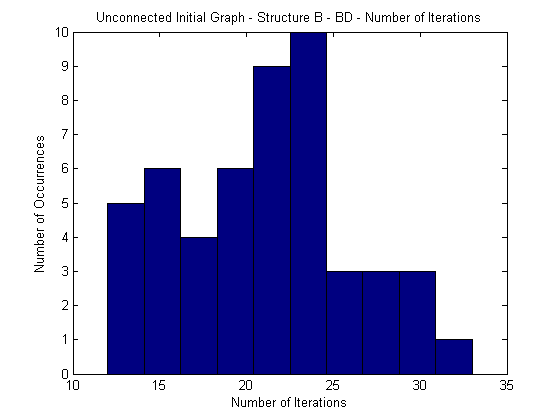 Unconnected Initial Graph - Structure B - BD - Number of Iterations
10
9
8
7
6
5
4
3
2
1
0
Number of Occurrences
10 15 20 25 30 35
Number of Iterations